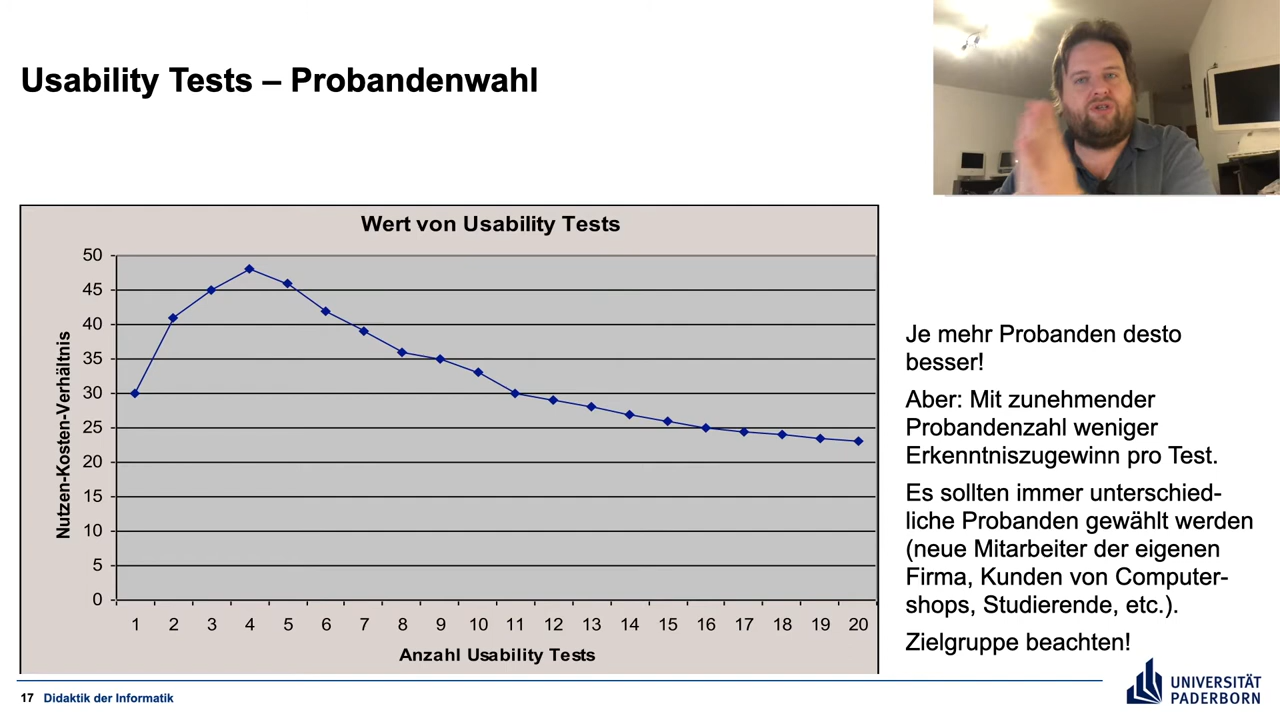 Usability Tests – Probandenwahl
Wert von Usability Tests
Nutzen-Kosten-Verhältnis
50
45
40
35
30
25
20
15
10
5
0
1 2 3 4 5 6 7 8 9 10 11 12 13 14 15 16 17 18 19 20
Anzahl Usability Tests
Je mehr Probanden desto
besser!
Aber: Mit zunehmender
Probandenzahl weniger
Erkenntniszugewinn pro Test.
Es sollten immer unterschied-
liche Probanden gewählt werden
(neue Mitarbeiter der eigenen
Firma, Kunden von Computer-
shops, Studierende, etc.).
Zielgruppe beachten!
17 Didaktik der Informatik
UNIVERSITÄT
PADERBORN